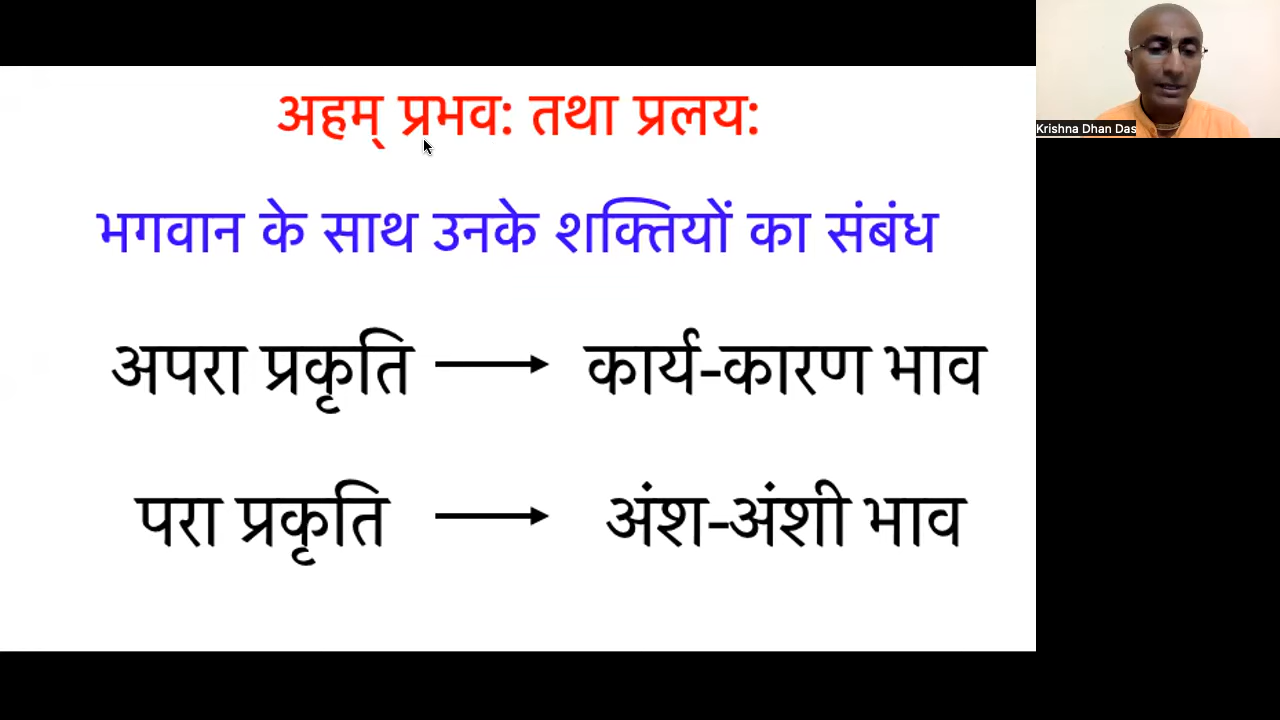 अहम् प्रभव: तथा प्रलय:
भगवान के साथ उनके शक्तियों का संबंध
अपरा प्रकृति → कार्य-कारण भाव
परा प्रकृति → अंश-अंशी भाव
Krishna Dhan Das